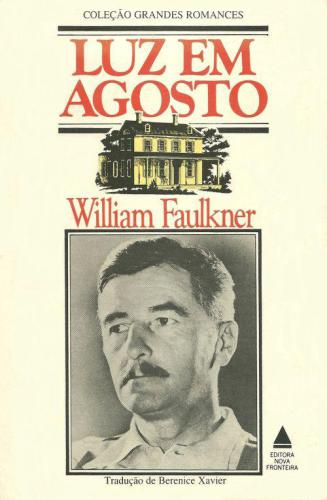 COLEÇÃO GRANDES ROMANCES
LUZ EM
AGOSTO
William Faulkner
EDITORA
NOVA
FRONTEIRA
Tradução de Berenice Xavier